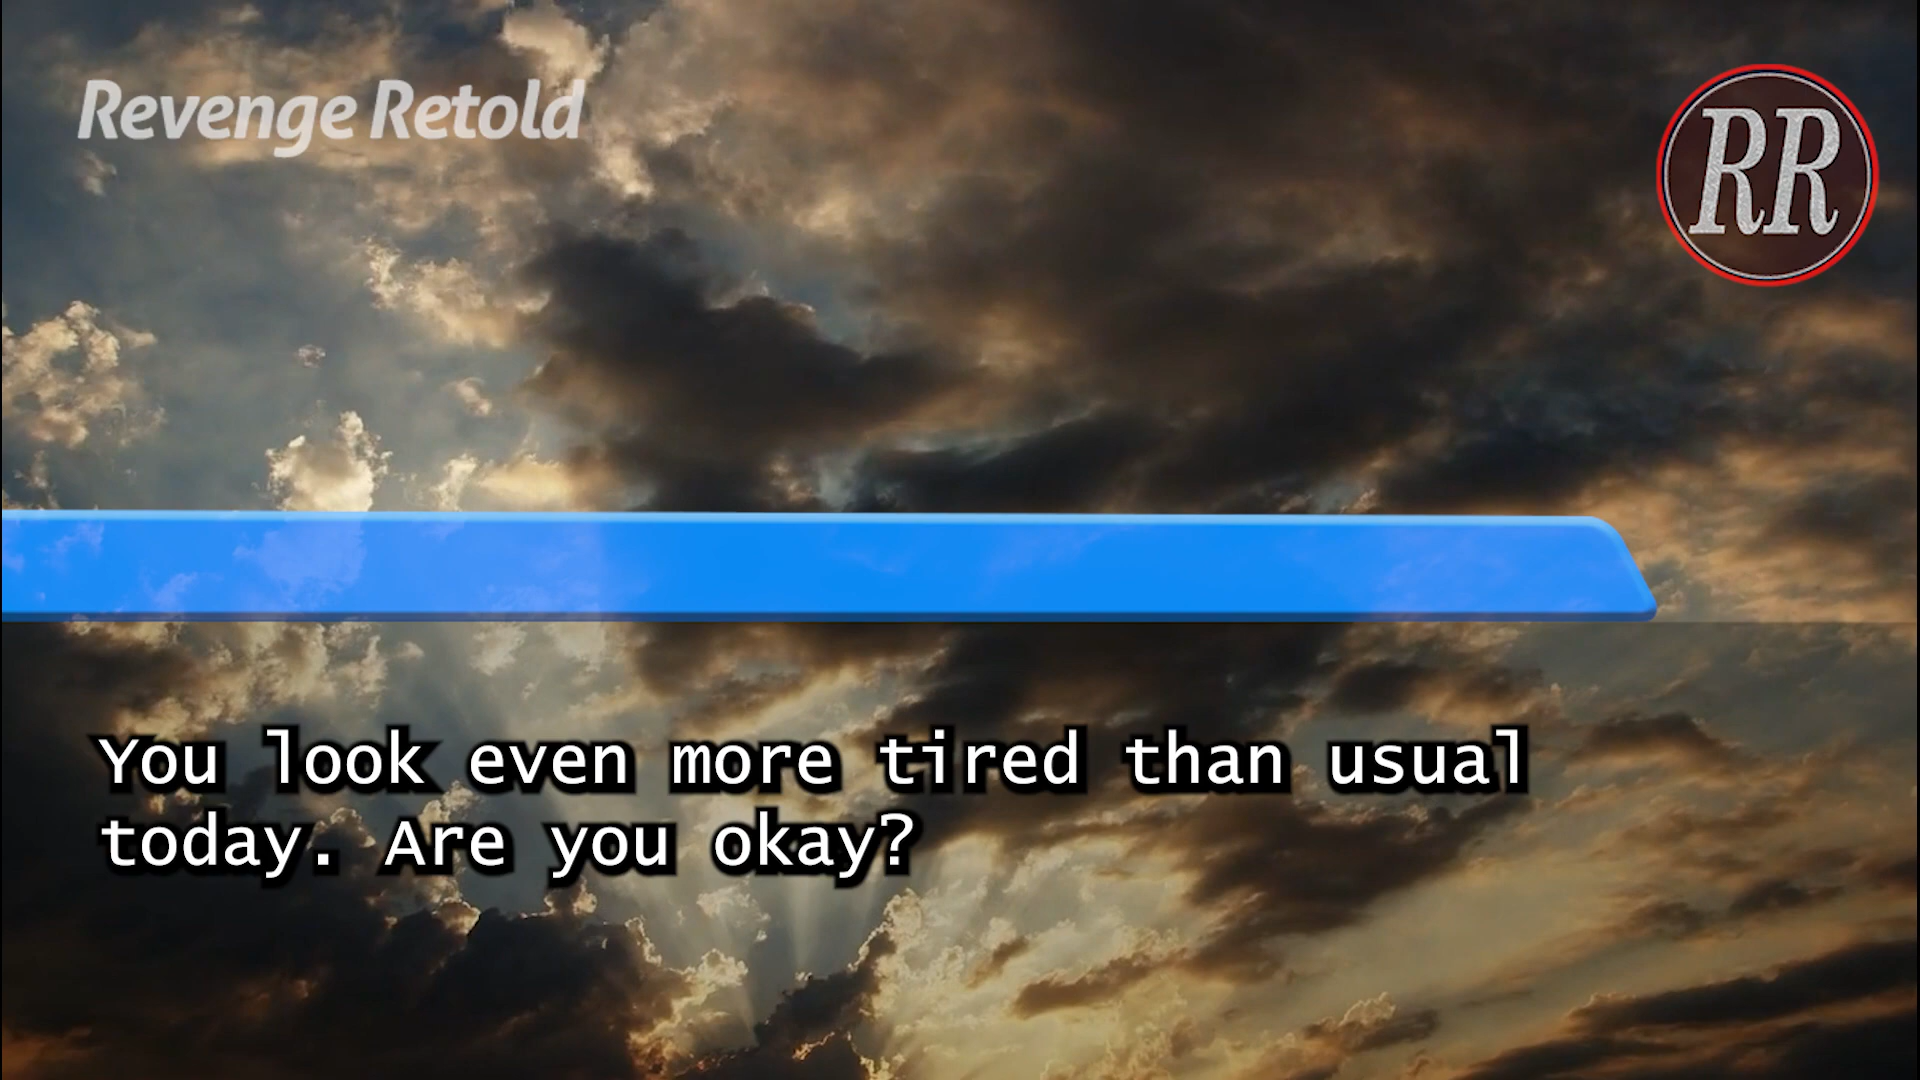 Revenge Retold
RR
You look even more tired than usual
today. Are you okay?